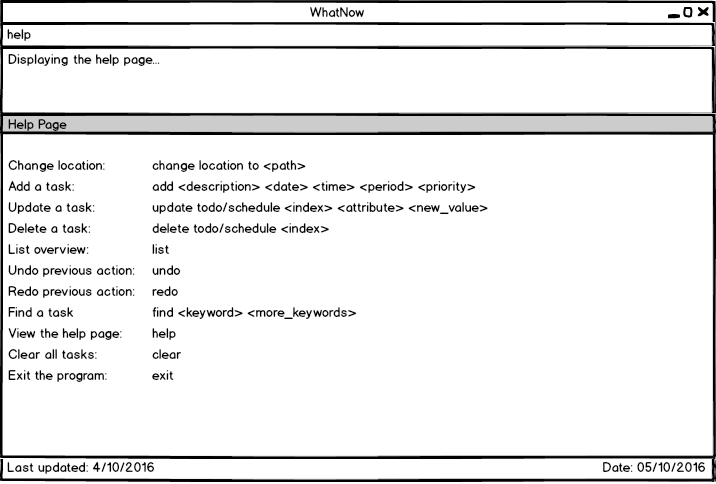 WhatNow
help
Displaying the help page...
Help Page
Change location: change location to <path>
Add a task: add <description> <date> <time> <period> <priority>
Update a task: update todo/schedule <index> <attribute> <new_value>
Delete a task: delete todo/schedule <index>
List overview: list
Undo previous action: undo
Redo previous action: redo
Find a task find <keyword> <more_keywords>
View the help page: help
Clear all tasks: clear
Exit the program: exit
Last updated: 4/10/2016 Date: 05/10/2016